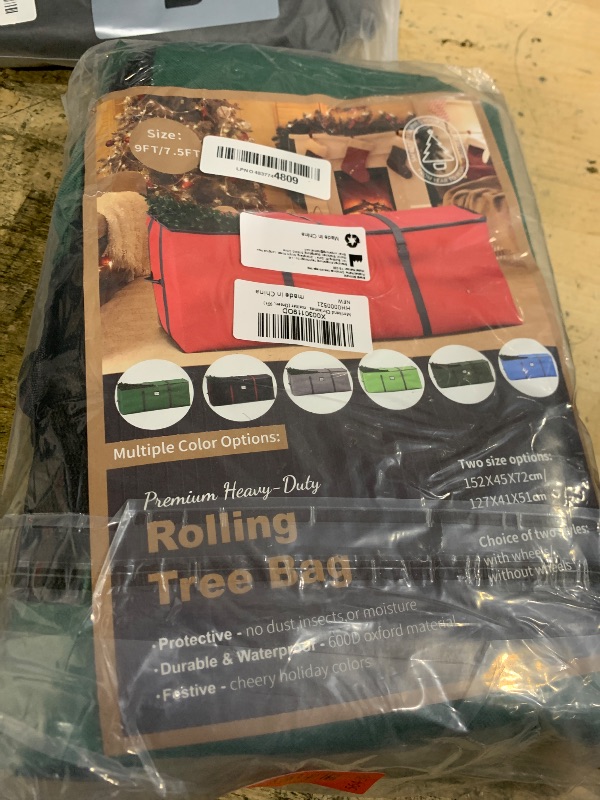 Size:
9FT/7.5FT
4809
Made in China
X003011SOD
NEW
made in China
Multiple Color Options:
Two size options:
152X45X72cm
127X41X51cm
Premium Heavy-Duty
Rolling
Tree Bag
Choice of two styles:
with wheels
without wheels
·Protective - no dust,insects or moisture
·Durable & Waterproof - 600D oxford material
·Festive - cheery holiday colors